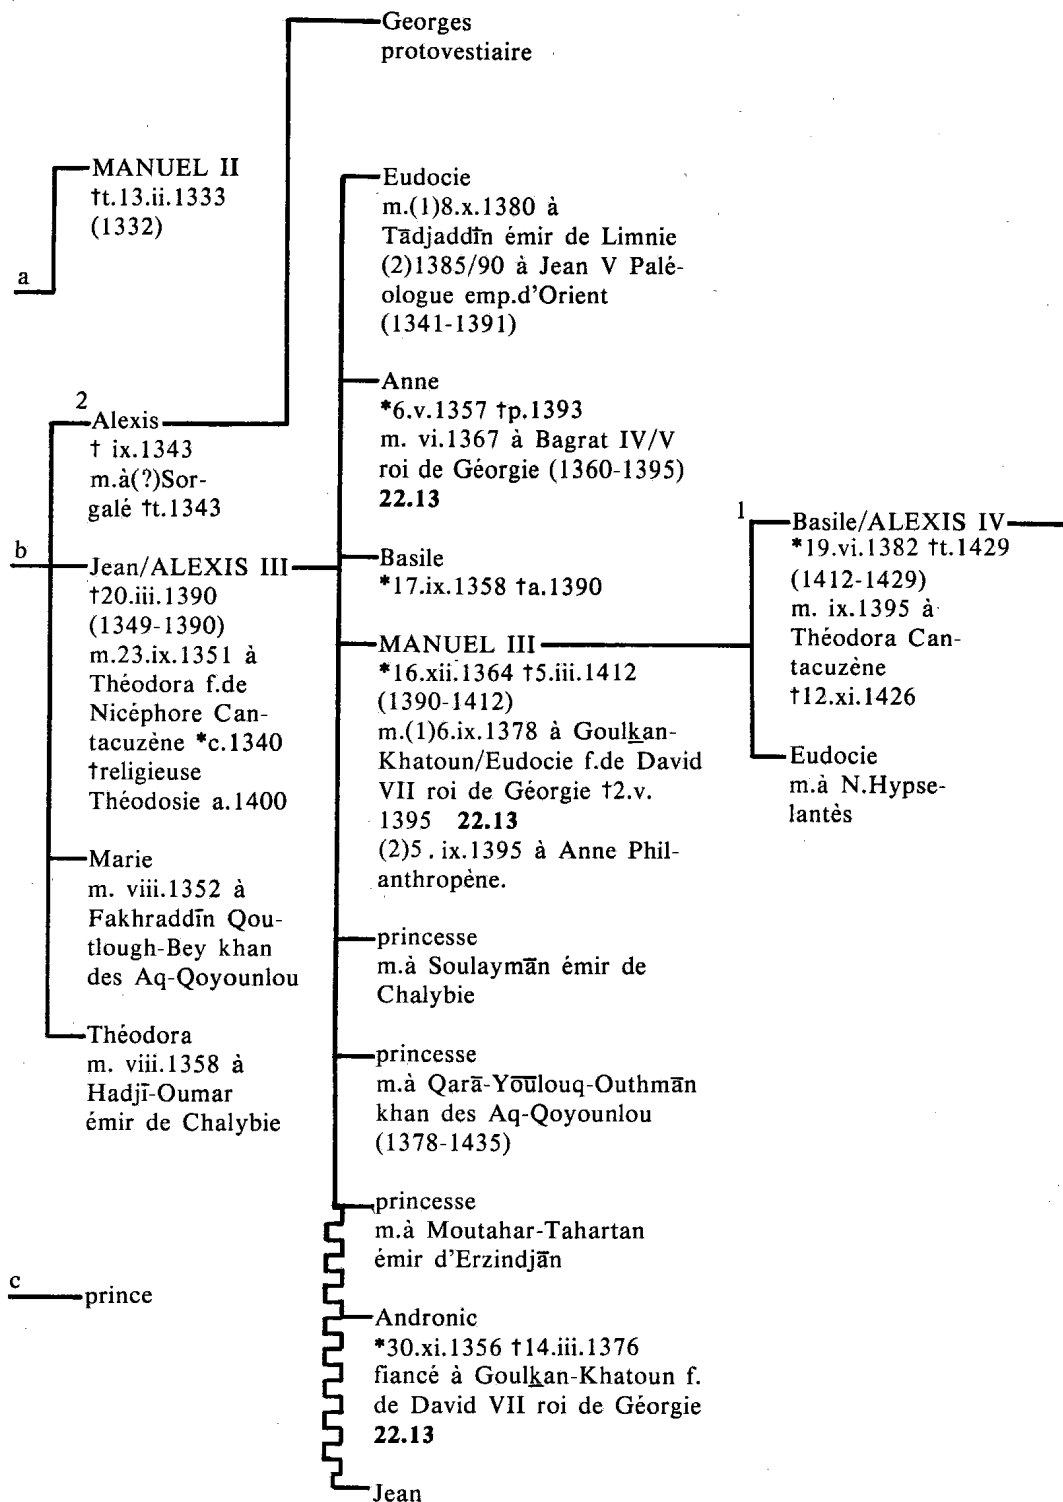 Georges
protovestiaire
a
MANUEL II
†t.13.ii.1333
(1332)
2
Alexis
† ix.1343
m.à(?)Sor-
galé †t.1343
b
Jean/ALEXIS III
†20.iii.1390
(1349-1390)
m.23.ix.1351 à
Théodora f.de
Nicéphore Can-
tacuzène *c.1340
†religieuse
Théodosie a.1400
Marie
m. viii.1352 à
Fakhraddīn Qou-
tlough-Bey khan
des Aq-Qoyounlou
Théodora
m. viii.1358 à
Hadjī-Oumar
émir de Chalybie
c
prince
Eudocie
m.(1)8.x.1380 à
Tādjaddīn émir de Limnie
(2)1385/90 à Jean V Palé-
ologue emp.d'Orient
(1341-1391)
Anne
*6.v.1357 †p.1393
m. vi.1367 à Bagrat IV/V
roi de Géorgie (1360-1395)
22.13
Basile
*17.ix.1358 †a.1390
MANUEL III
*16.xii.1364 †5.iii.1412
(1390-1412)
m.(1)6.ix.1378 à Goulḵan-
Khatoun/Eudocie f.de David
VII roi de Géorgie †2.v.
1395 22.13
(2)5.ix.1395 à Anne Phil-
anthropène.
princesse
m.à Soulaymān émir de
Chalybie
princesse
m.à Qarā-Yōūlouq-Outhmān
khan des Aq-Qoyounlou
(1378-1435)
princesse
m.à Moutahar-Tahartan
émir d'Erzindjān
Andronic
*30.xi.1356 †14.iii.1376
fiancé à Goulḵan-Khatoun f.
de David VII roi de Géorgie
22.13
Jean
1
Basile/ALEXIS IV
*19.vi.1382 †t.1429
(1412-1429)
m. ix.1395 à
Théodora Can-
tacuzène
†12.xi.1426
Eudocie
m.à N.Hypse-
lantès